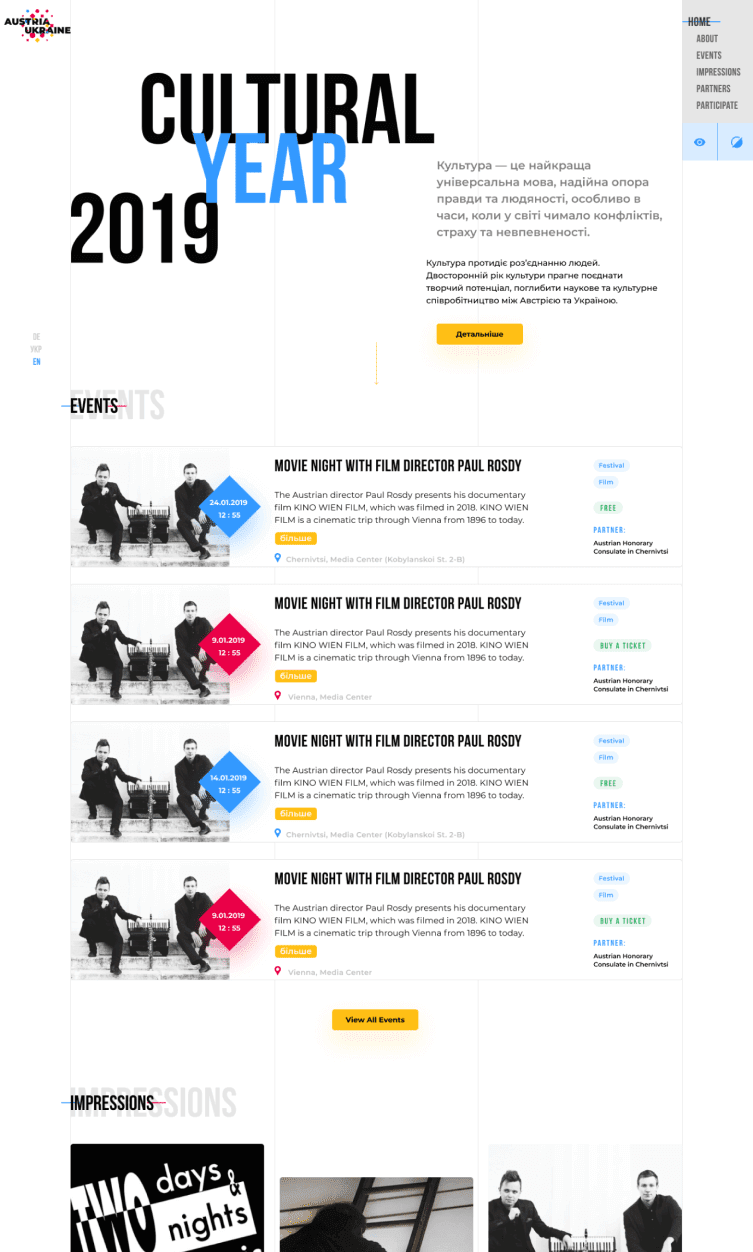 AUSTRIA
UKRAINE
HOME
ABOUT
EVENTS
IMPRESSIONS
PARTNERS
PARTICIPATE
CULTURAL
YEAR
2019
Культура — це найкраща
універсальна мова, надійна опора
правди та людяності, особливо в
часи, коли у світі чимало конфліктів,
страху та невпевненості.
Культура протидіє роз’єднанню людей.
Двосторонній рік культури прагне поєднати
творчий потенціал, поглибити наукове та культурне
співробітництво між Австрією та Україною.
Детальніше
DE
УКР
EN
EVENTS
EVENTS
24.01.2019
12 : 55
MOVIE NIGHT WITH FILM DIRECTOR PAUL ROSDY
The Austrian director Paul Rosdy presents his documentary
film KINO WIEN FILM, which was filmed in 2018. KINO WIEN
FILM is a cinematic trip through Vienna from 1896 to today.
більше
Chernivtsi, Media Center (Kobylanskoi St. 2-B)
Festival
Film
FREE
PARTNER:
Austrian Honorary
Consulate in Chernivtsi
9.01.2019
12 : 55
MOVIE NIGHT WITH FILM DIRECTOR PAUL ROSDY
The Austrian director Paul Rosdy presents his documentary
film KINO WIEN FILM, which was filmed in 2018. KINO WIEN
FILM is a cinematic trip through Vienna from 1896 to today.
більше
Vienna, Media Center
Festival
Film
BUY A TICKET
PARTNER:
Austrian Honorary
Consulate in Chernivtsi
14.01.2019
12 : 55
MOVIE NIGHT WITH FILM DIRECTOR PAUL ROSDY
The Austrian director Paul Rosdy presents his documentary
film KINO WIEN FILM, which was filmed in 2018. KINO WIEN
FILM is a cinematic trip through Vienna from 1896 to today.
більше
Chernivtsi, Media Center (Kobylanskoi St. 2-B)
Festival
Film
FREE
PARTNER:
Austrian Honorary
Consulate in Chernivtsi
9.01.2019
12 : 55
MOVIE NIGHT WITH FILM DIRECTOR PAUL ROSDY
The Austrian director Paul Rosdy presents his documentary
film KINO WIEN FILM, which was filmed in 2018. KINO WIEN
FILM is a cinematic trip through Vienna from 1896 to today.
більше
Vienna, Media Center
Festival
Film
BUY A TICKET
PARTNER:
Austrian Honorary
Consulate in Chernivtsi
View All Events
IMPRESSIONS
IMPRESSIONS
TWO days &
nights